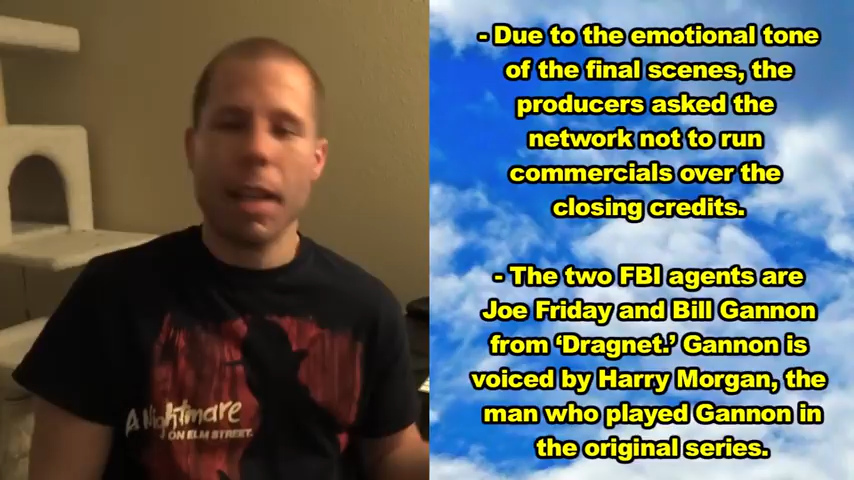 - Due to the emotional tone
of the final scenes, the
producers asked the
network not to run
commercials over the
closing credits.
- The two FBI agents are
Joe Friday and Bill Gannon
from ‘Dragnet.’ Gannon is
voiced by Harry Morgan, the
man who played Gannon in
the original series.
A Nightmare
ON ELM STREET